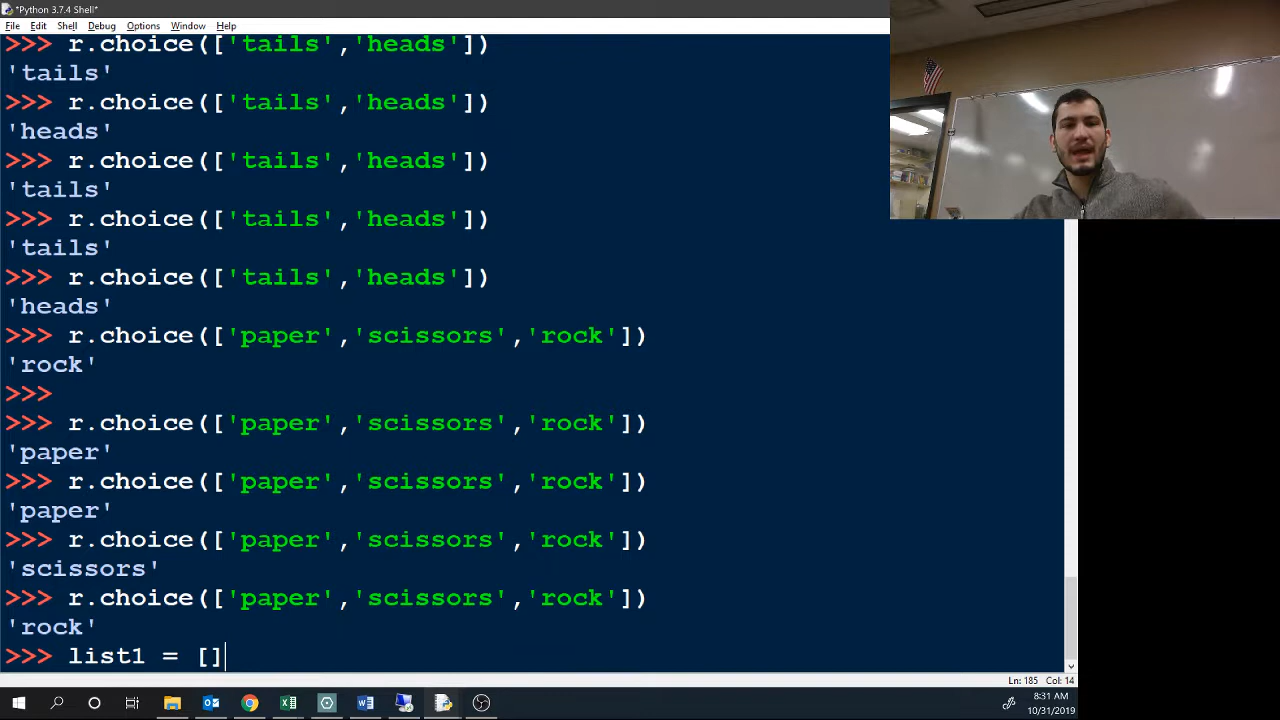 *Python 3.7.4 Shell*
File Edit Shell Debug Options Window Help
>>> r.choice(['tails','heads'])
'tails'
>>> r.choice(['tails','heads'])
'heads'
>>> r.choice(['tails','heads'])
'tails'
>>> r.choice(['tails','heads'])
'tails'
>>> r.choice(['tails','heads'])
'heads'
>>> r.choice(['paper','scissors','rock'])
'rock'
>>>
>>> r.choice(['paper','scissors','rock'])
'paper'
>>> r.choice(['paper','scissors','rock'])
'paper'
>>> r.choice(['paper','scissors','rock'])
'scissors'
>>> r.choice(['paper','scissors','rock'])
'rock'
>>> list1 = []
Ln: 185 Col: 14
8:31 AM
10/31/2019